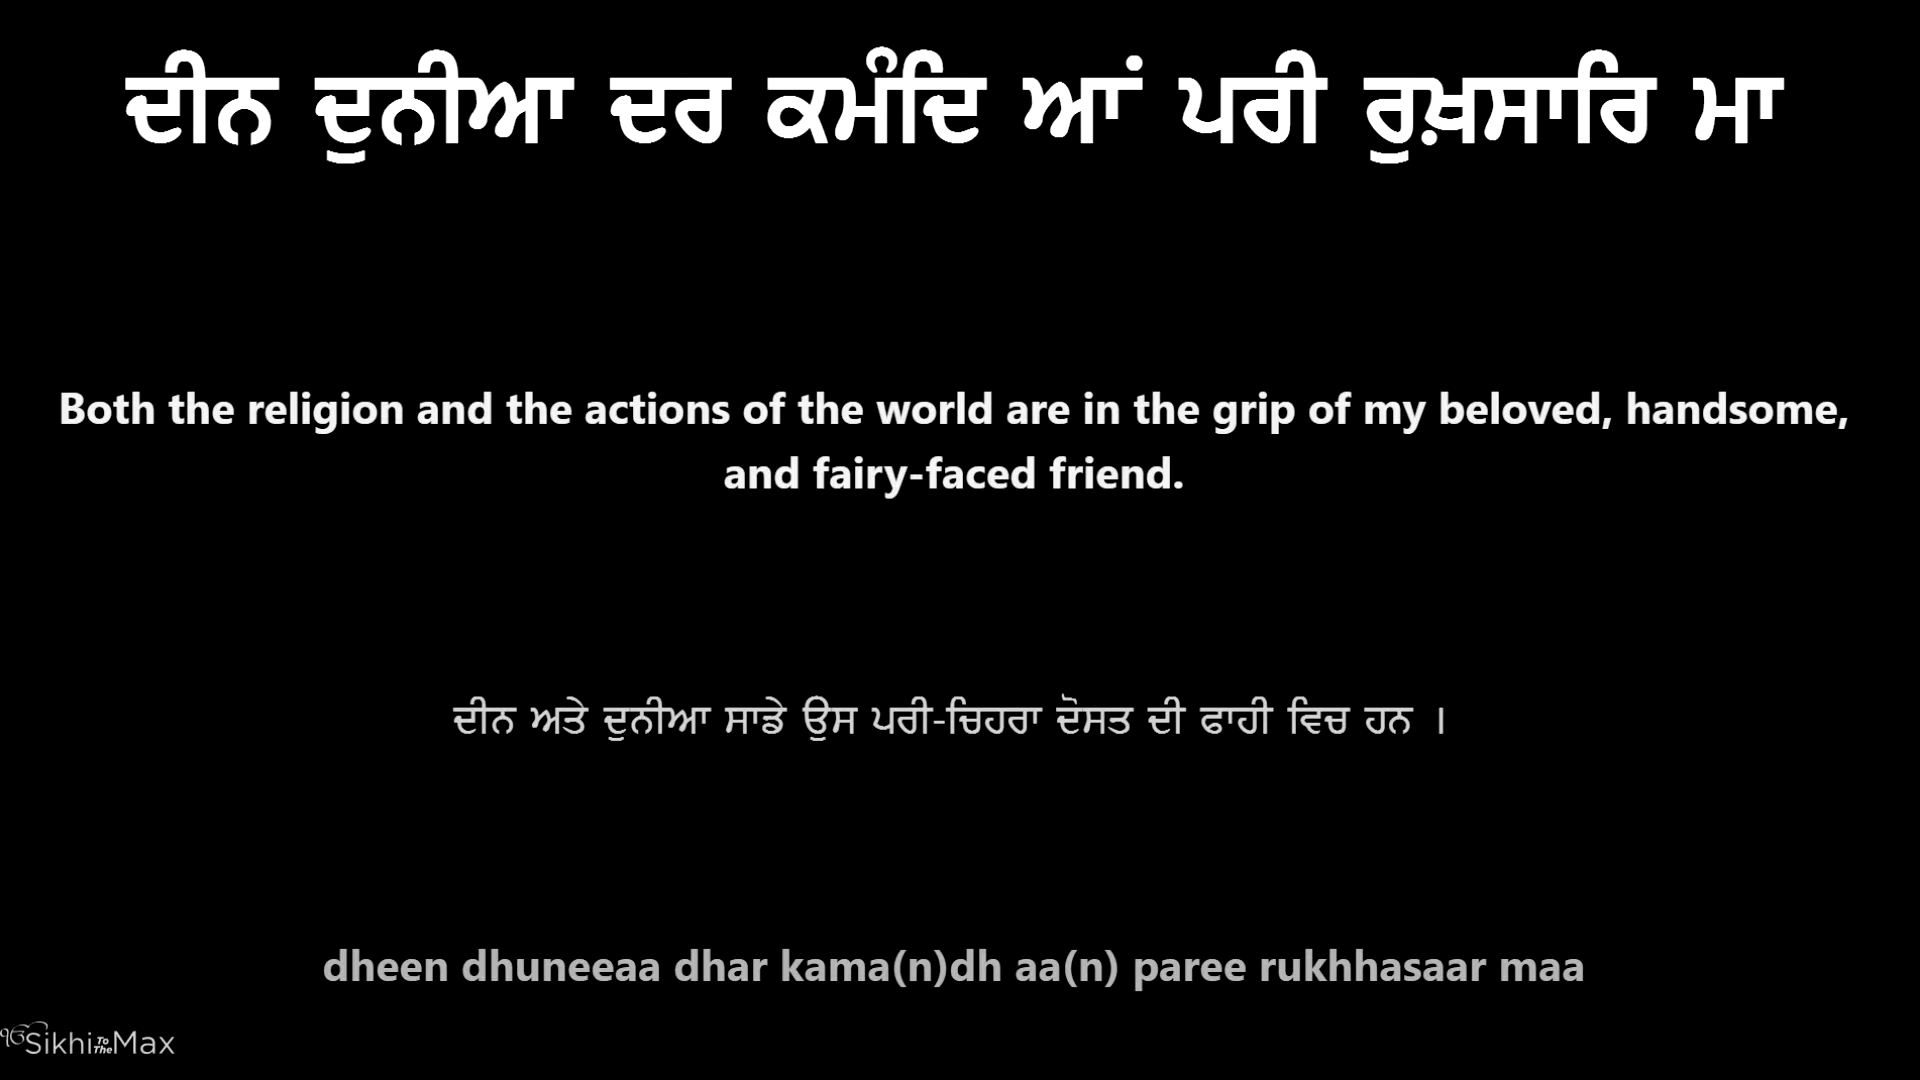 ਦੀਨ ਦੁਨੀਆ ਦਰ ਕਮੰਦਿ ਆਂ ਪਰੀ ਰੁਖ਼ਸਾਰਿ ਮਾ
Both the religion and the actions of the world are in the grip of my beloved, handsome,
and fairy-faced friend.
ਦੀਨ ਅਤੇ ਦੁਨੀਆ ਸਾਡੇ ਉਸ ਪਰੀ-ਚਿਹਰਾ ਦੋਸਤ ਦੀ ਫਾਹੀ ਵਿਚ ਹਨ ।
dheen dhuneeaa dhar kama(n)dh aa(n) paree rukhhasaar maa
ੴSikhiToTheMax